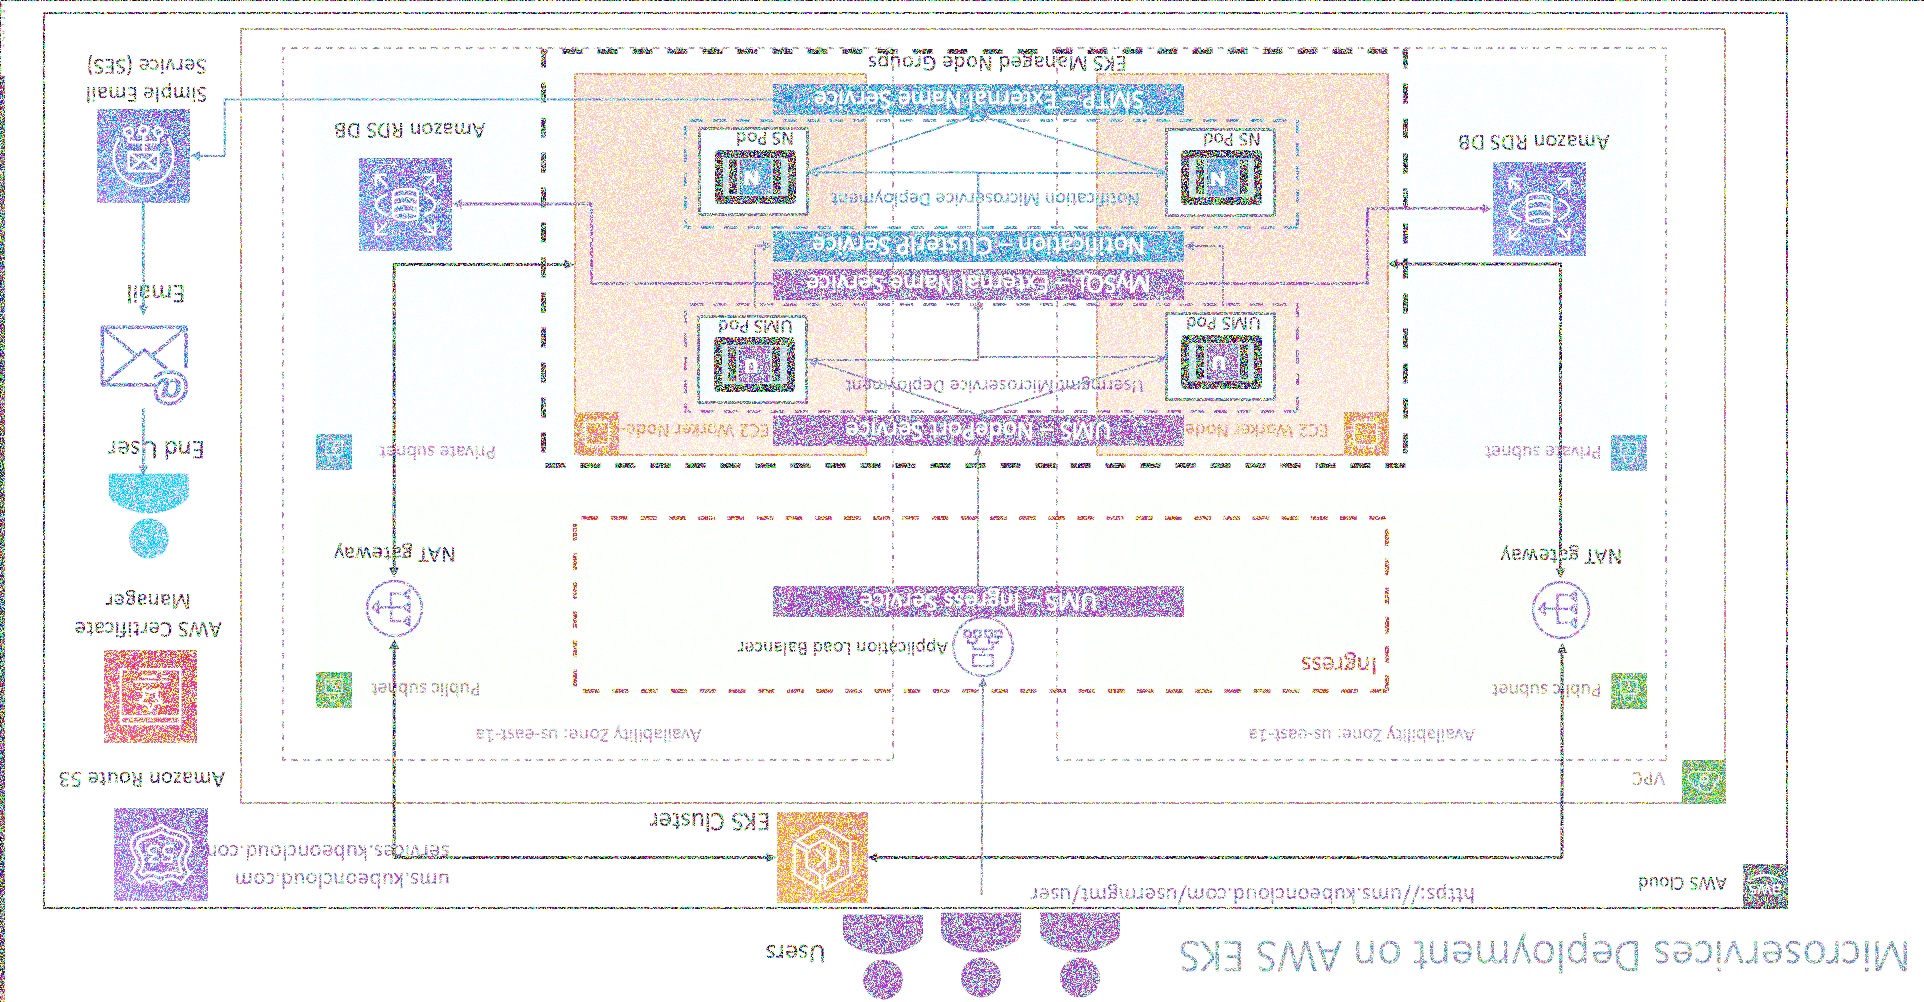 Microservices Deployment on AWS EKS
Users
AWS Cloud
https://ums.kubeoncloud.com/usermgmt/user
EKS Cluster
ums.kubeoncloud.com
services.kubeoncloud.com
Amazon Route 53
VPC
Availability Zone: us-east-1a
Availability Zone: us-east-1a
Public subnet
Public subnet
Ingress
Application Load Balancer
UMS – Ingress Service
AWS Certificate
Manager
NAT gateway
NAT gateway
Private subnet
Private subnet
EC2 Worker Node
UMS – NodePort Service
EC2 Worker Node
End User
Usermgmt Microservice Deployment
U
UMS Pod
U
UMS Pod
MySQL – External Name Service
Notification – ClusterIP Service
Email
Notification Microservice Deployment
N
NS Pod
N
NS Pod
Amazon RDS DB
Amazon RDS DB
SMTP – External Name Service
EKS Managed Node Groups
Simple Email
Service (SES)
aws
53
K
@